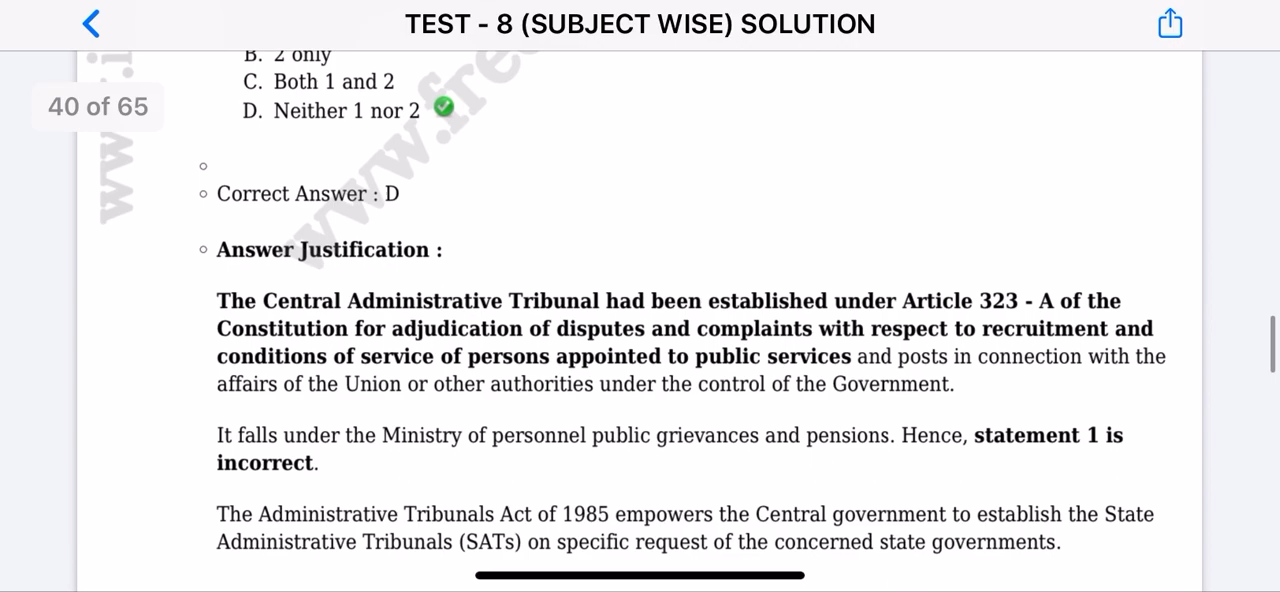 TEST - 8 (SUBJECT WISE) SOLUTION
40 of 65
B. 2 only
C. Both 1 and 2
D. Neither 1 nor 2
Correct Answer : D
Answer Justification :
The Central Administrative Tribunal had been established under Article 323 - A of the
Constitution for adjudication of disputes and complaints with respect to recruitment and
conditions of service of persons appointed to public services and posts in connection with the
affairs of the Union or other authorities under the control of the Government.
It falls under the Ministry of personnel public grievances and pensions. Hence, statement 1 is
incorrect.
The Administrative Tribunals Act of 1985 empowers the Central government to establish the State
Administrative Tribunals (SATs) on specific request of the concerned state governments.